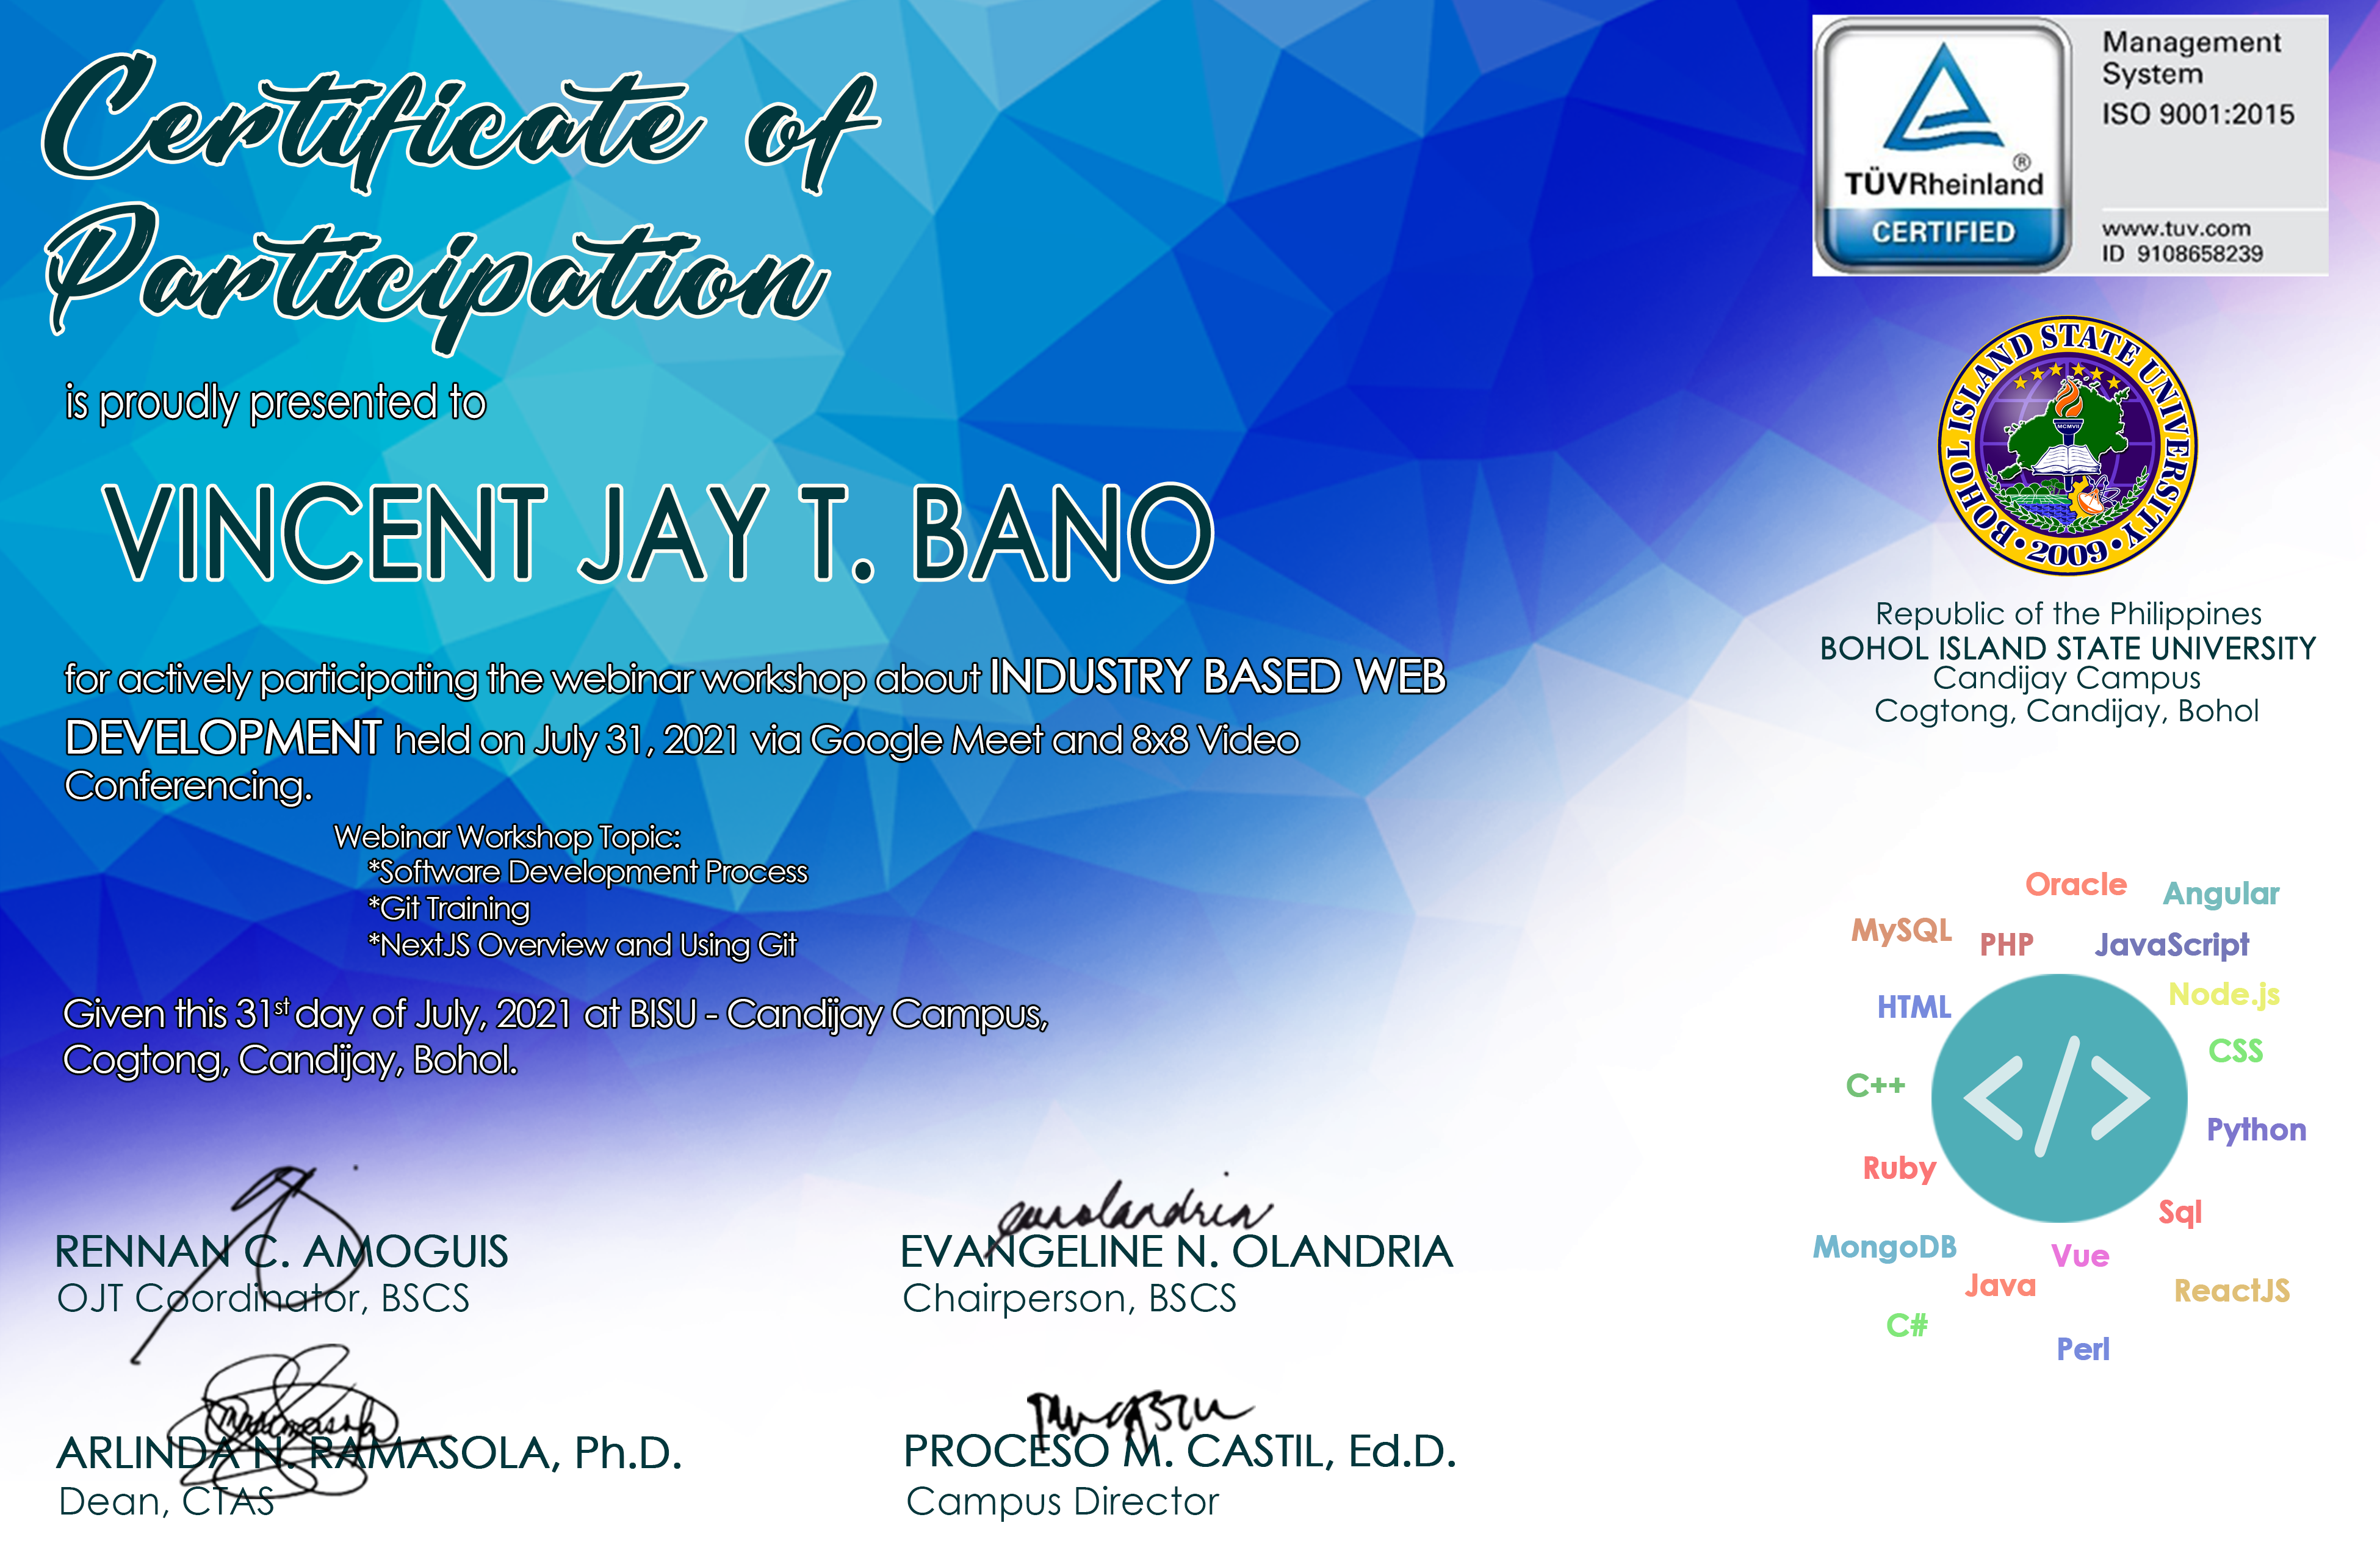 Certificate of
Participation
is proudly presented to
VINCENT JAY T. BANO
for actively participating the webinar workshop about INDUSTRY BASED WEB
DEVELOPMENT held on July 31, 2021 via Google Meet and 8x8 Video
Conferencing.
Webinar Workshop Topic:
*Software Development Process
*Git Training
*NextJS Overview and Using Git
Given this 31st day of July, 2021 at BISU - Candijay Campus,
Cogtong, Candijay, Bohol.
RENNAN C. AMOGUIS
OJT Coordinator, BSCS
EVANGELINE N. OLANDRIA
Chairperson, BSCS
ARLINDA N. RAMASOLA, Ph.D.
Dean, CTAS
PROCESO M. CASTIL, Ed.D.
Campus Director
TÜVRheinland®
CERTIFIED
Management
System
ISO 9001:2015
www.tuv.com
ID 9108658239
BOHOL ISLAND STATE UNIVERSITY
MCMVII
• 2009 •
Republic of the Philippines
BOHOL ISLAND STATE UNIVERSITY
Candijay Campus
Cogtong, Candijay, Bohol
Oracle
Angular
MySQL
PHP
JavaScript
Node.js
HTML
CSS
C++
</>
Python
Ruby
Sql
MongoDB
Vue
Java
ReactJS
C#
Perl